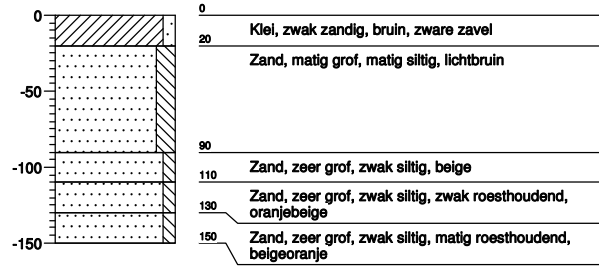 0
0
Klei, zwak zandig, bruin, zware zavel
20
Zand, matig grof, matig siltig, lichtbruin
-50
90
-100
Zand, zeer grof, zwak siltig, beige
110
Zand, zeer grof, zwak siltig, zwak roesthoudend,
oranjebeige
130
-150
150
Zand, zeer grof, zwak siltig, matig roesthoudend,
beigeoranje